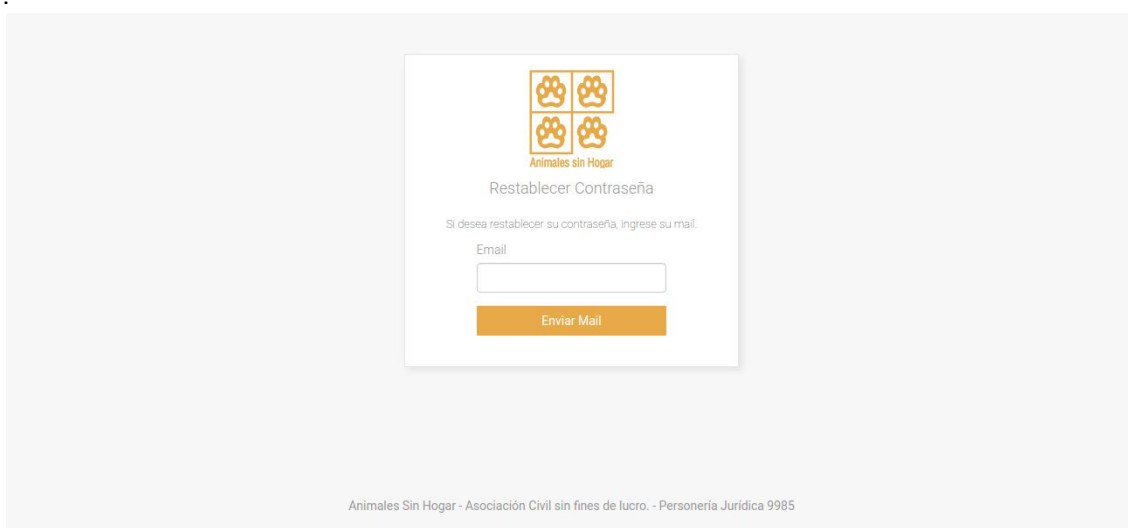 .
Animales sin Hogar
Restablecer Contraseña
Si desea restablecer su contraseña, ingrese su mail.
Email
Enviar Mail
Animales Sin Hogar - Asociación Civil sin fines de lucro. - Personería Jurídica 9985